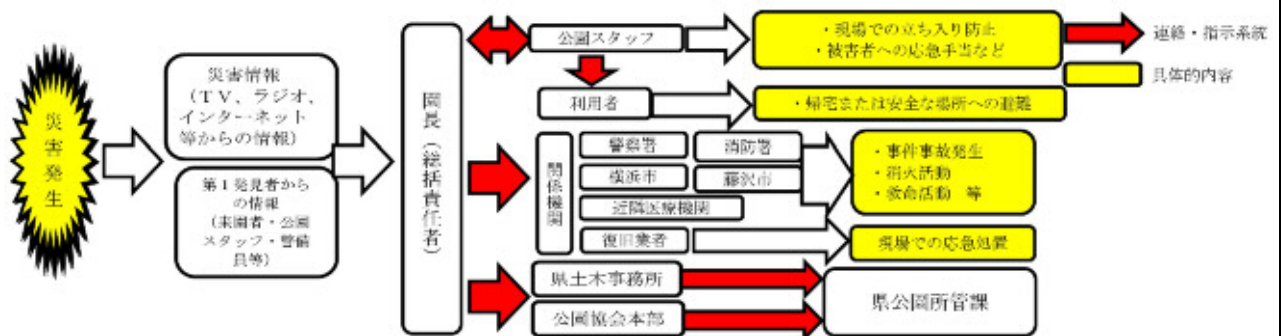 災害発生
災害情報
（TV、ラジオ、
インターネット
等からの情報）
第1発見者から
の情報
（来園者・公園
スタッフ・警備
員等）
園長（総括責任者）
公園スタッフ
・現場での立ち入り防止
・被害者への応急手当など
連絡・指示系統
具体的内容
利用者
・帰宅または安全な場所への避難
関係機関
警察署
消防署
横浜市
藤沢市
近隣医療機関
復旧業者
・事件事故発生
・消火活動
・救命活動　等
現場での応急処置
県土木事務所
公園協会本部
県公園所管課